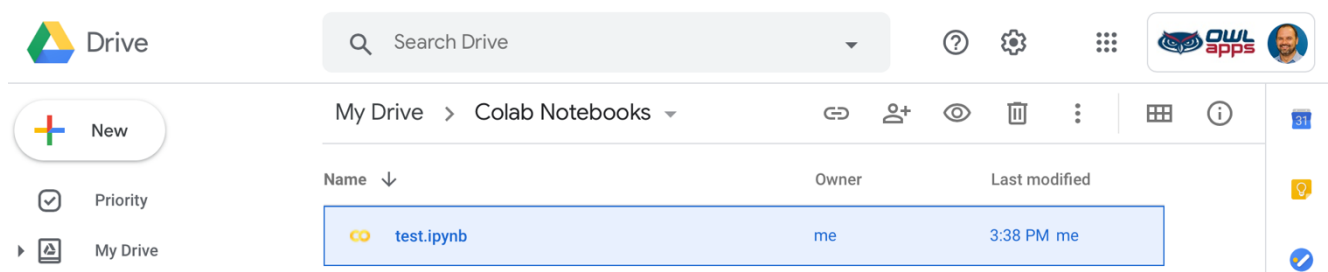 Drive
Search Drive
OWL
apps
New
My Drive > Colab Notebooks
31
Name
Owner
Last modified
Priority
test.ipynb
me
3:38 PM me
My Drive